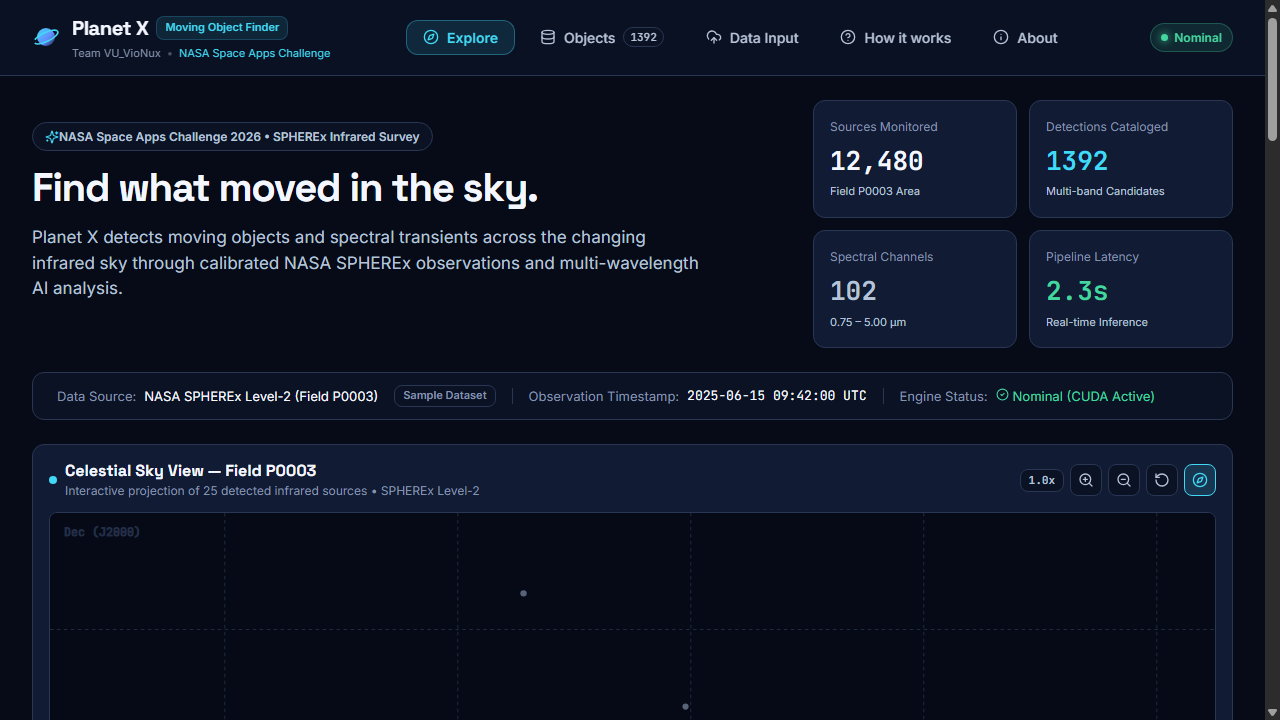 Planet X
Moving Object Finder
Team VU_VioNux • NASA Space Apps Challenge
Explore
Objects 1392
Data Input
How it works
About
Nominal
NASA Space Apps Challenge 2026 • SPHEREx Infrared Survey
Find what moved in the sky.
Planet X detects moving objects and spectral transients across the changing
infrared sky through calibrated NASA SPHEREx observations and multi-wavelength
AI analysis.
Sources Monitored
12,480
Field P0003 Area
Detections Cataloged
1392
Multi-band Candidates
Spectral Channels
102
0.75 – 5.00 μm
Pipeline Latency
2.3s
Real-time Inference
Data Source: NASA SPHEREx Level-2 (Field P0003) Sample Dataset
Observation Timestamp: 2025-06-15 09:42:00 UTC
Engine Status: Nominal (CUDA Active)
Celestial Sky View — Field P0003
Interactive projection of 25 detected infrared sources • SPHEREx Level-2
1.0x
Dec (J2000)